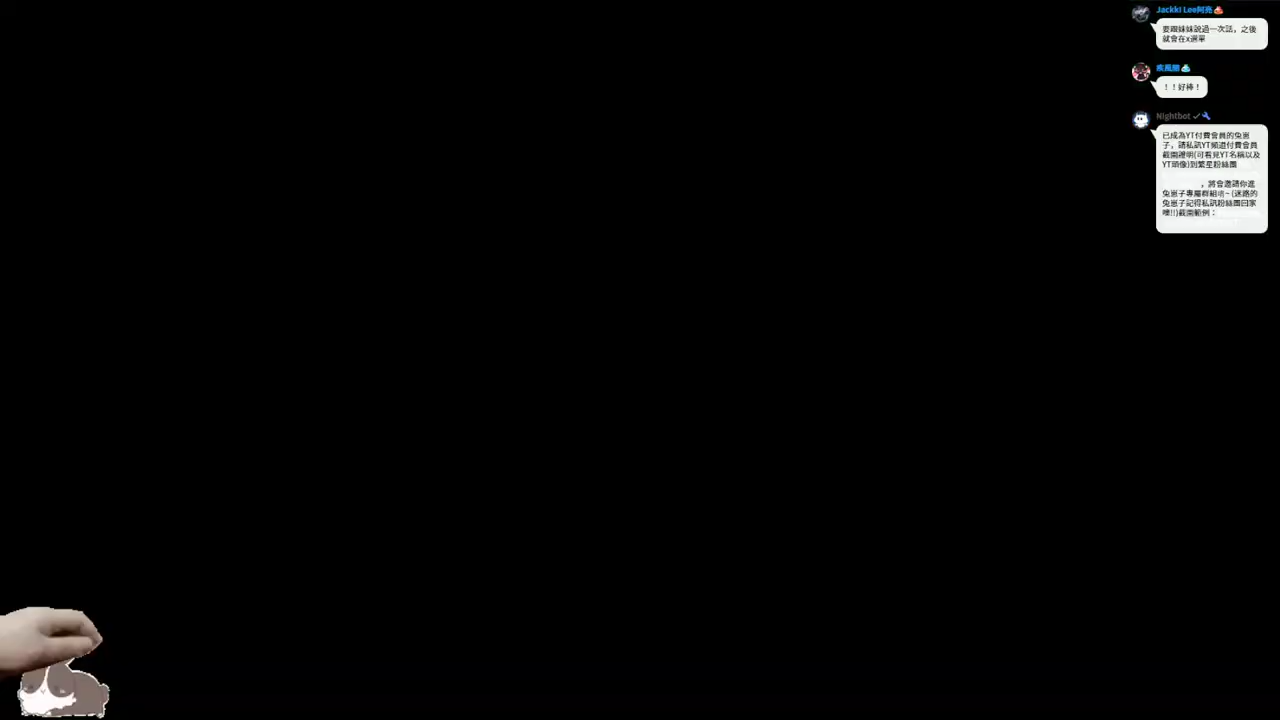 Jackki Lee阿亮
要跟妹妹說過一次話，之後
就會在x選單
疾風
！！好棒！
Nightbot
已成為YT付費會員的兔崽
子，請私訊YT頻道付費會員
截圖證明(可看見YT名稱以及
YT頭像)到繁星粉絲團
，將會邀請你進
兔崽子專屬群組唷~ (迷路的
兔崽子記得私訊粉絲團回家
噢!!)截圖範例：